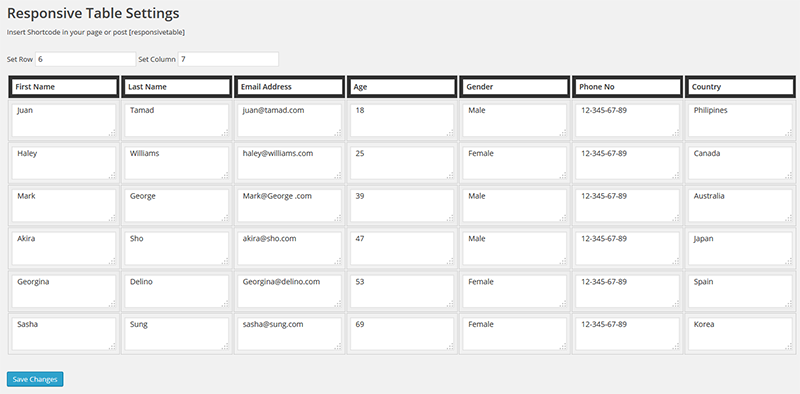 Responsive Table Settings
Insert Shortcode in your page or post [responsivetable]
Set Row 6 Set Column 7
First Name Last Name Email Address Age Gender Phone No Country
Juan Tamad juan@tamad.com 18 Male 12-345-67-89 Philipines
Haley Williams haley@williams.com 25 Female 12-345-67-89 Canada
Mark George Mark@George .com 39 Male 12-345-67-89 Australia
Akira Sho akira@sho.com 47 Male 12-345-67-89 Japan
Georgina Delino Georgina@delino.com 53 Female 12-345-67-89 Spain
Sasha Sung sasha@sung.com 69 Female 12-345-67-89 Korea
Save Changes